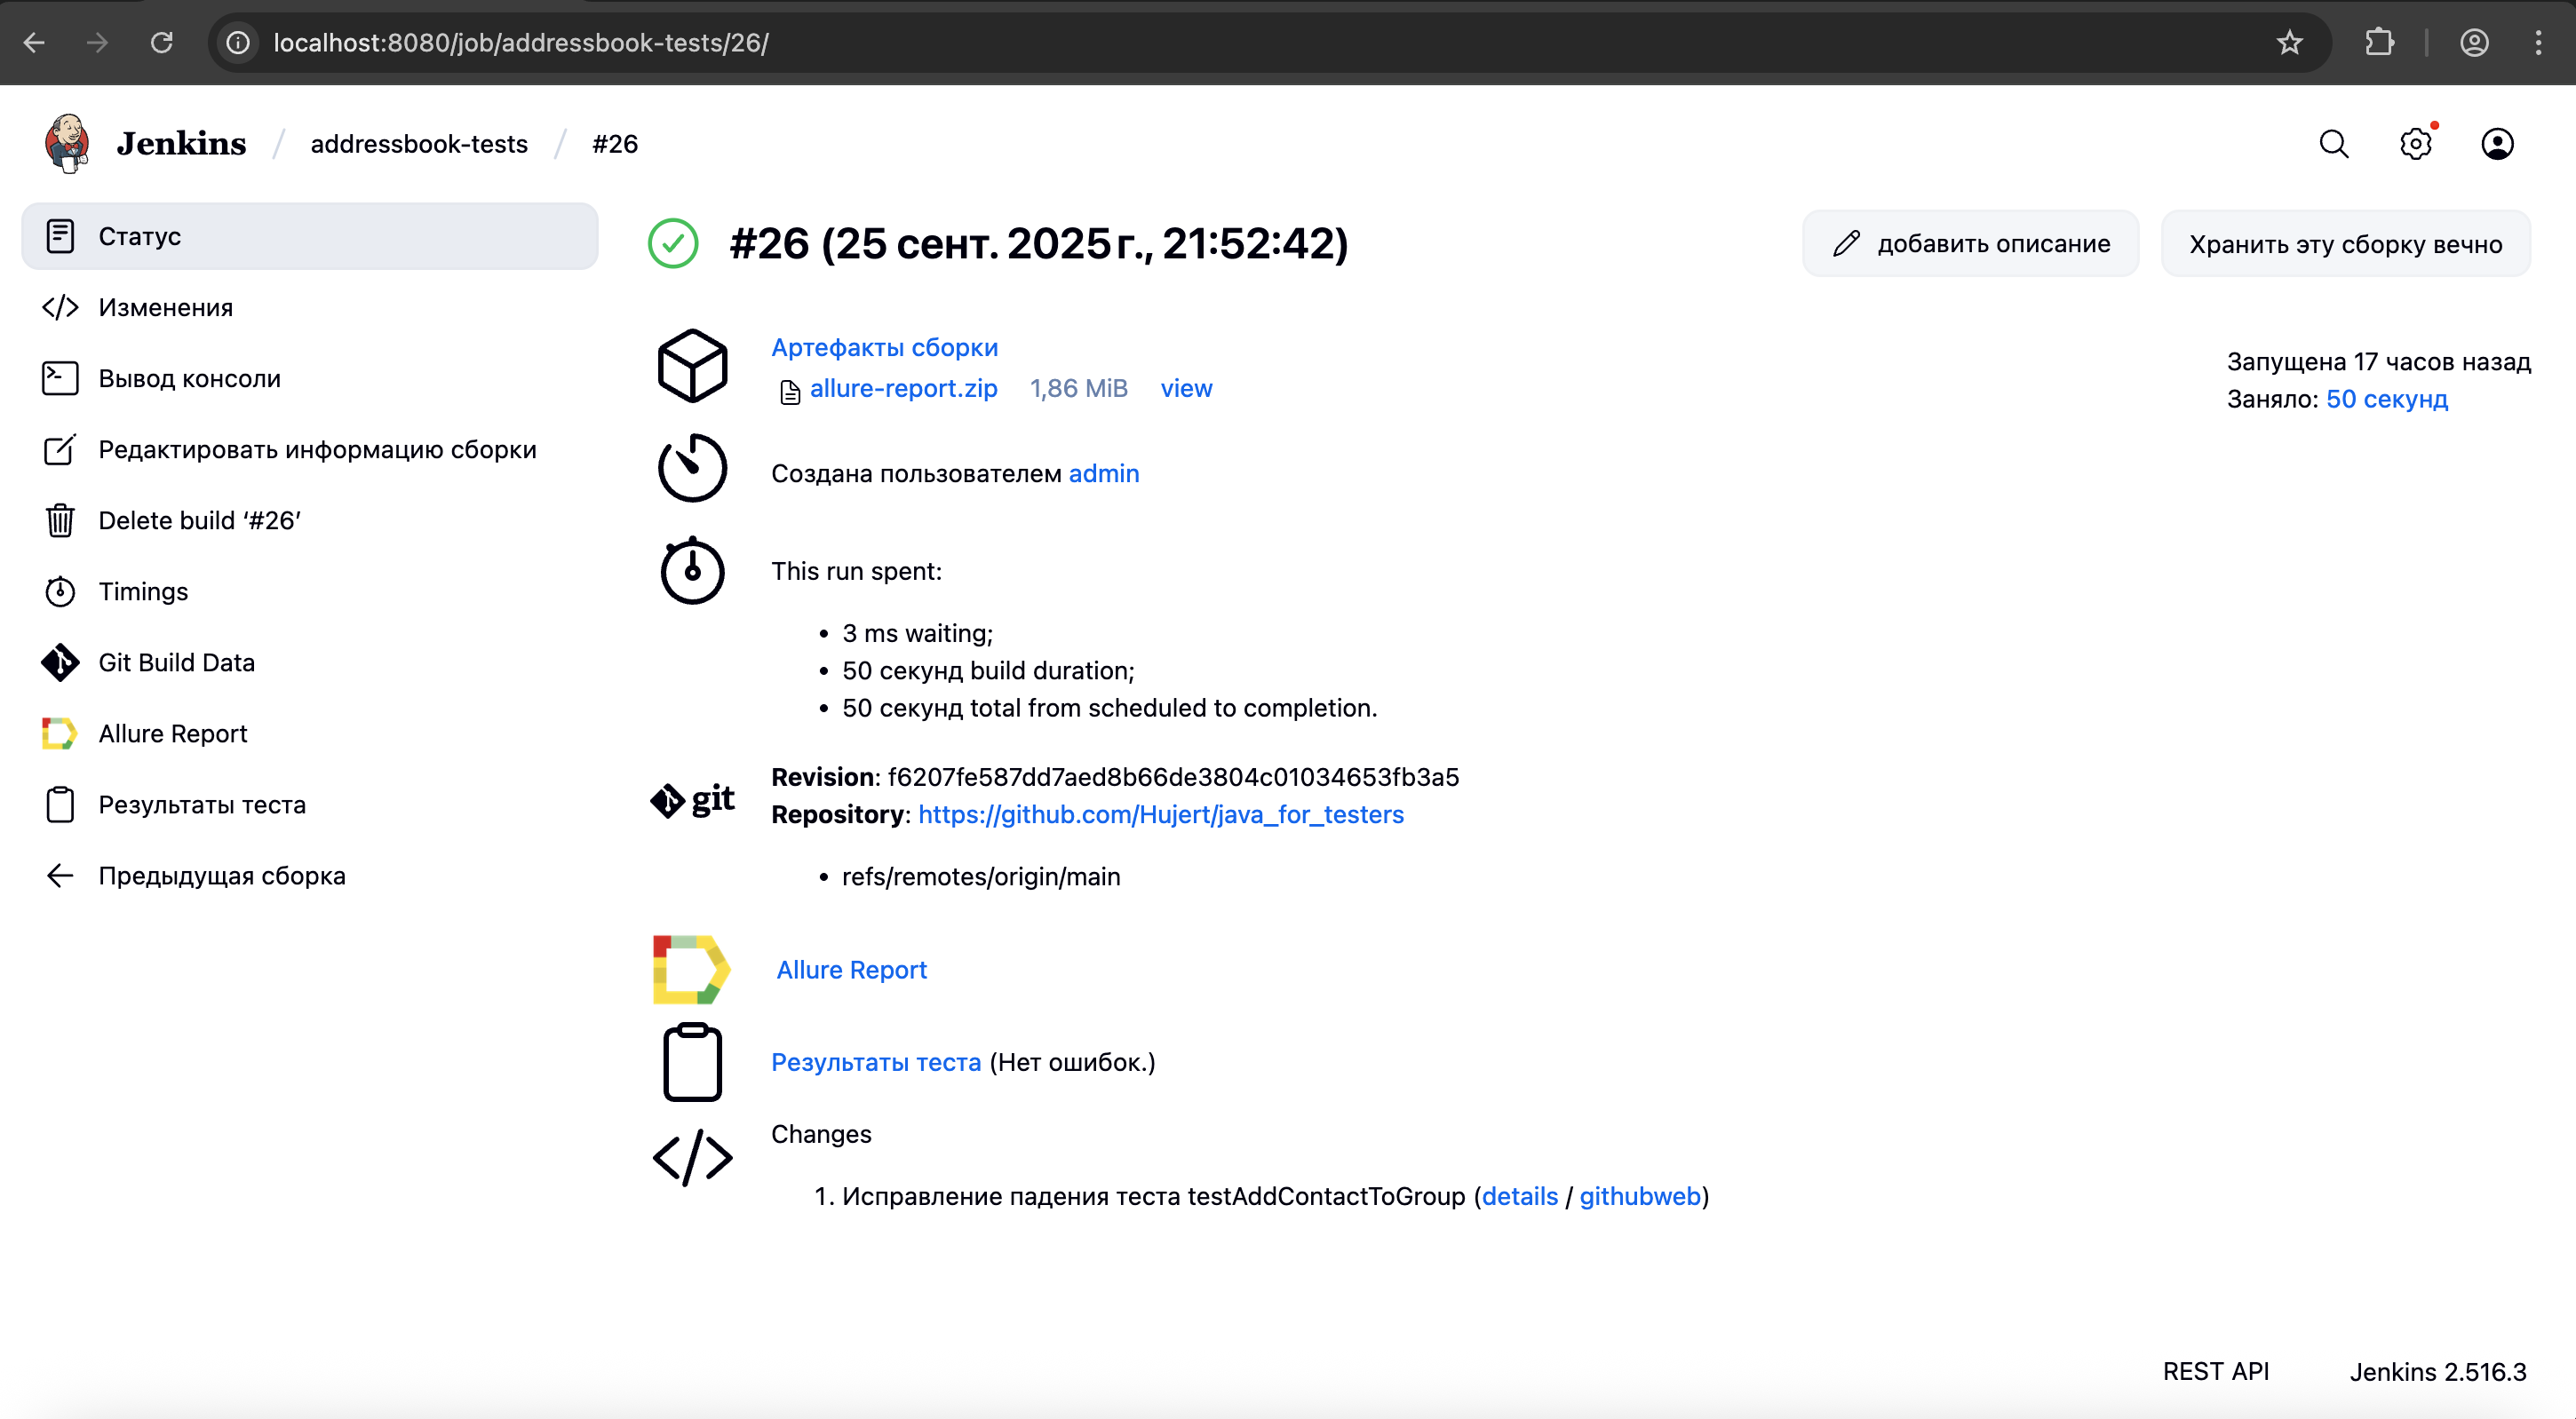 localhost:8080/job/addressbook-tests/26/
Jenkins / addressbook-tests / #26
Статус
Изменения
Вывод консоли
Редактировать информацию сборки
Delete build ‘#26’
Timings
Git Build Data
Allure Report
Результаты теста
Предыдущая сборка
#26 (25 сент. 2025 г., 21:52:42)
добавить описание
Хранить эту сборку вечно
Артефакты сборки
allure-report.zip 1,86 MiB view
Запущена 17 часов назад
Заняло: 50 секунд
Создана пользователем admin
This run spent:
• 3 ms waiting;
• 50 секунд build duration;
• 50 секунд total from scheduled to completion.
git
Revision: f6207fe587dd7aed8b66de3804c01034653fb3a5
Repository: https://github.com/Hujert/java_for_testers
• refs/remotes/origin/main
Allure Report
Результаты теста (Нет ошибок.)
Changes
1. Исправление падения теста testAddContactToGroup (details / githubweb)
REST API
Jenkins 2.516.3